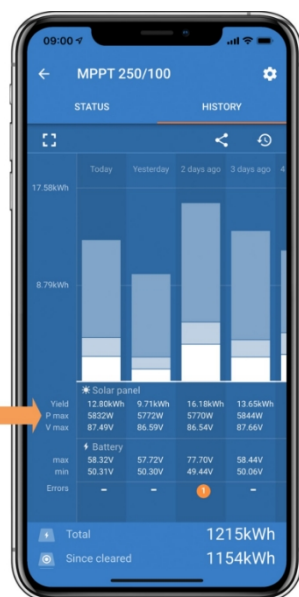 09:00
MPPT 250/100
STATUS HISTORY
Today Yesterday 2 days ago 3 days ago 4
17.58kWh
8.79kWh
Solar panel
Yield 12.80kWh 9.71kWh 16.18kWh 13.65kWh
P max 5832W 5772W 5770W 5844W
V max 87.49V 86.59V 86.54V 87.66V
Battery
max 58.32V 57.72V 77.70V 58.44V
min 50.31V 50.30V 49.44V 50.06V
Errors - - 1 -
Total 1215kWh
Since cleared 1154kWh